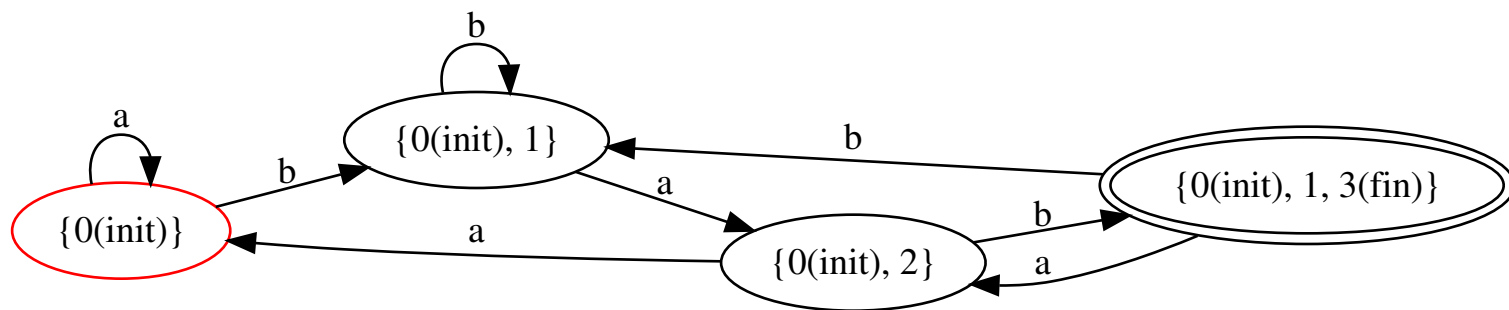 b
a
{0(init), 1}
b
b
a
{0(init), 1, 3(fin)}
{0(init)}
a
b
{0(init), 2}
a